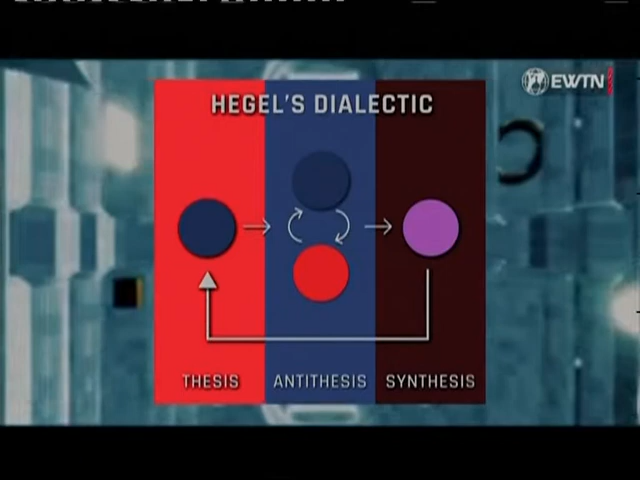 EWTN
HEGEL'S DIALECTIC
THESIS
ANTITHESIS
SYNTHESIS